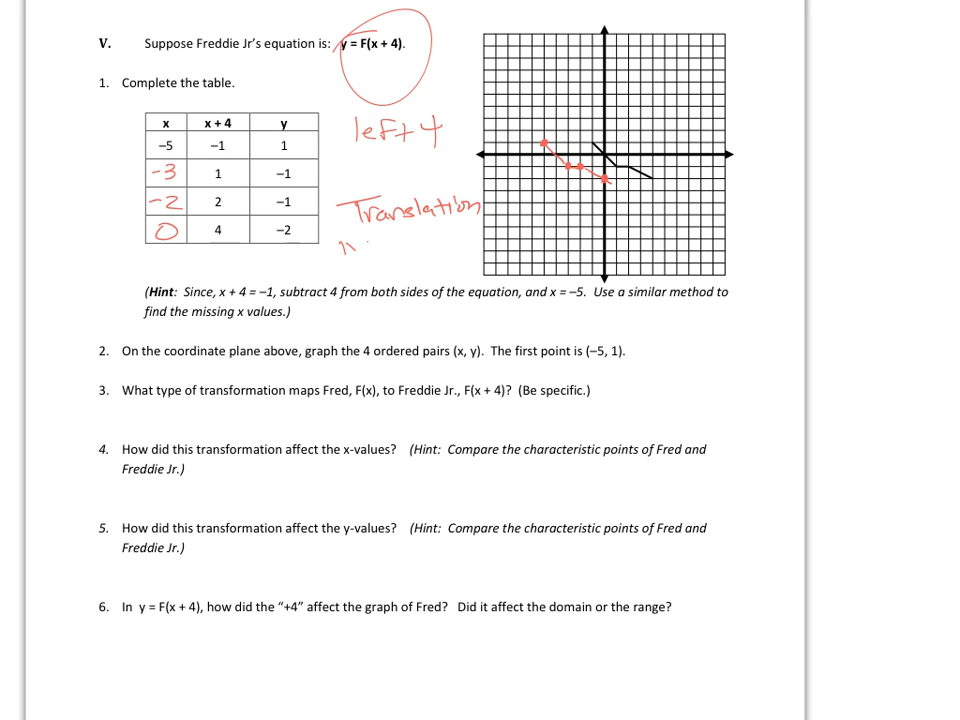 V. Suppose Freddie Jr's equation is: y = F(x + 4).
1. Complete the table.
left 4
x x + 4 y
–5 –1 1
-3 1 –1
-2 2 –1
0 4 –2
Translation
(Hint: Since, x + 4 = –1, subtract 4 from both sides of the equation, and x = –5. Use a similar method to
find the missing x values.)
2. On the coordinate plane above, graph the 4 ordered pairs (x, y). The first point is (–5, 1).
3. What type of transformation maps Fred, F(x), to Freddie Jr., F(x + 4)? (Be specific.)
4. How did this transformation affect the x-values? (Hint: Compare the characteristic points of Fred and
Freddie Jr.)
5. How did this transformation affect the y-values? (Hint: Compare the characteristic points of Fred and
Freddie Jr.)
6. In y = F(x + 4), how did the “+4” affect the graph of Fred? Did it affect the domain or the range?